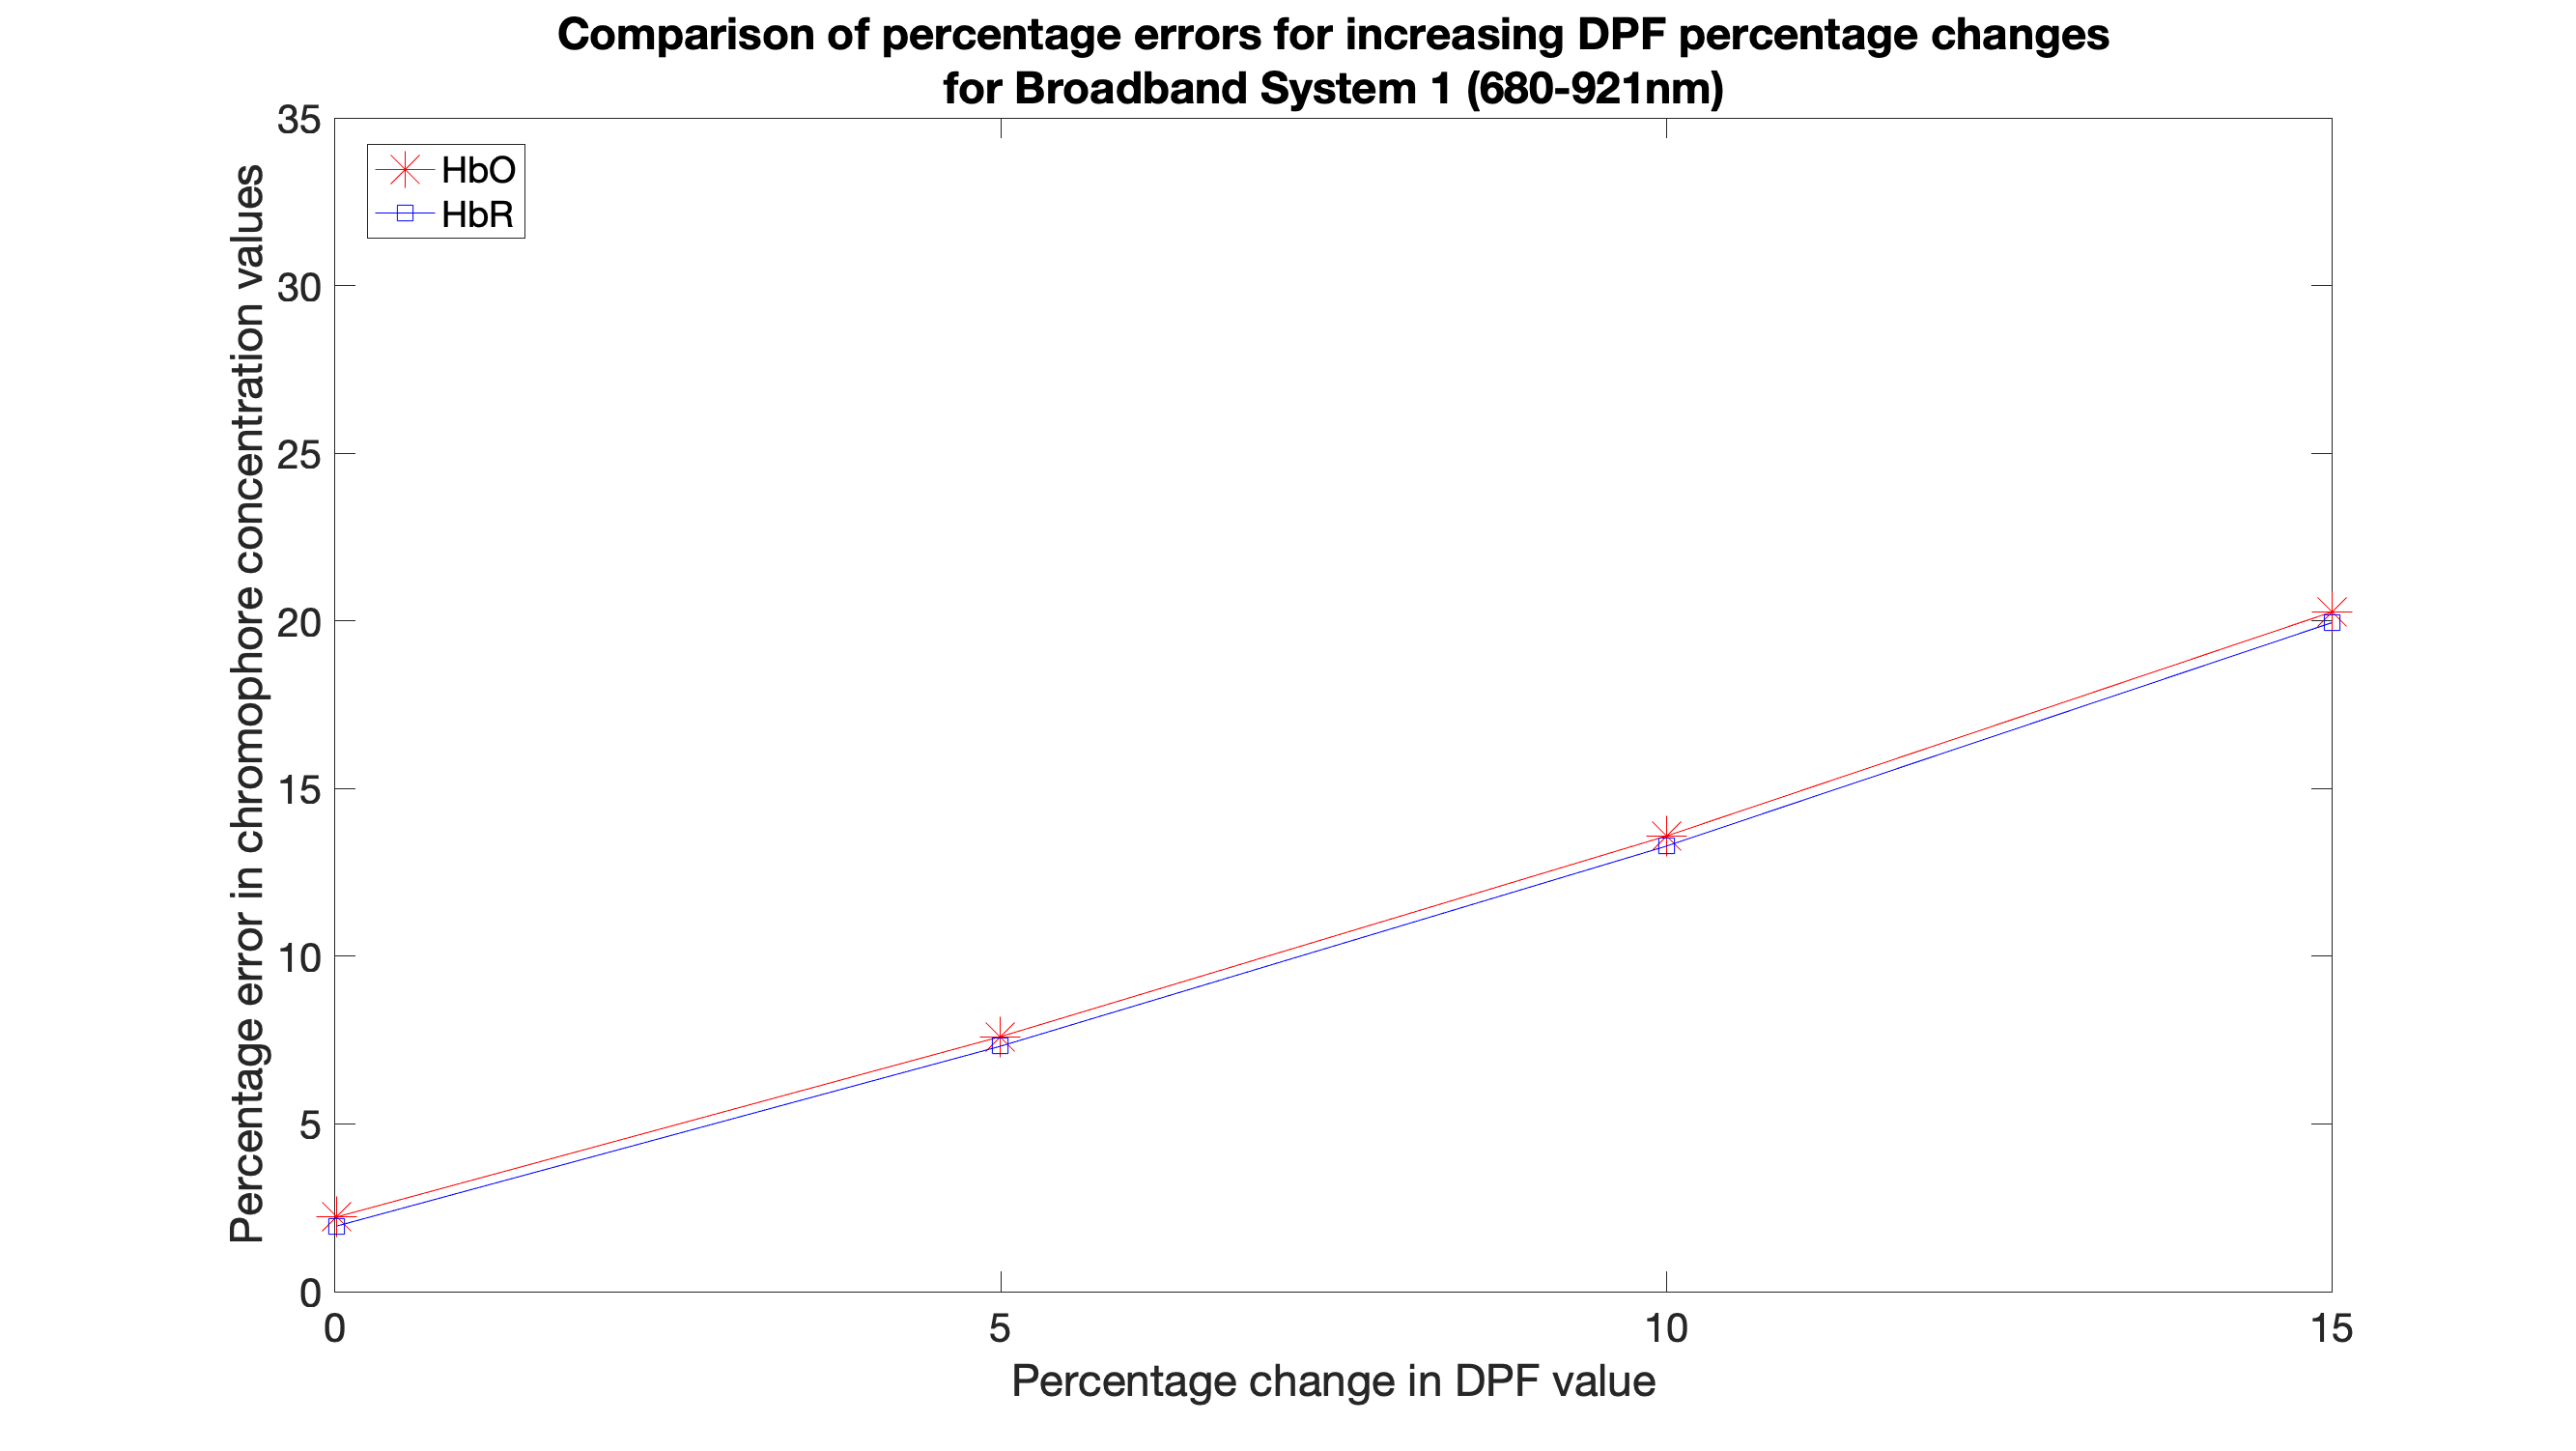 Comparison of percentage errors for increasing DPF percentage changes
for Broadband System 1 (680-921nm)
HbO
HbR
Percentage error in chromophore concentration values
35
30
25
20
15
10
5
0
0 5 10 15
Percentage change in DPF value